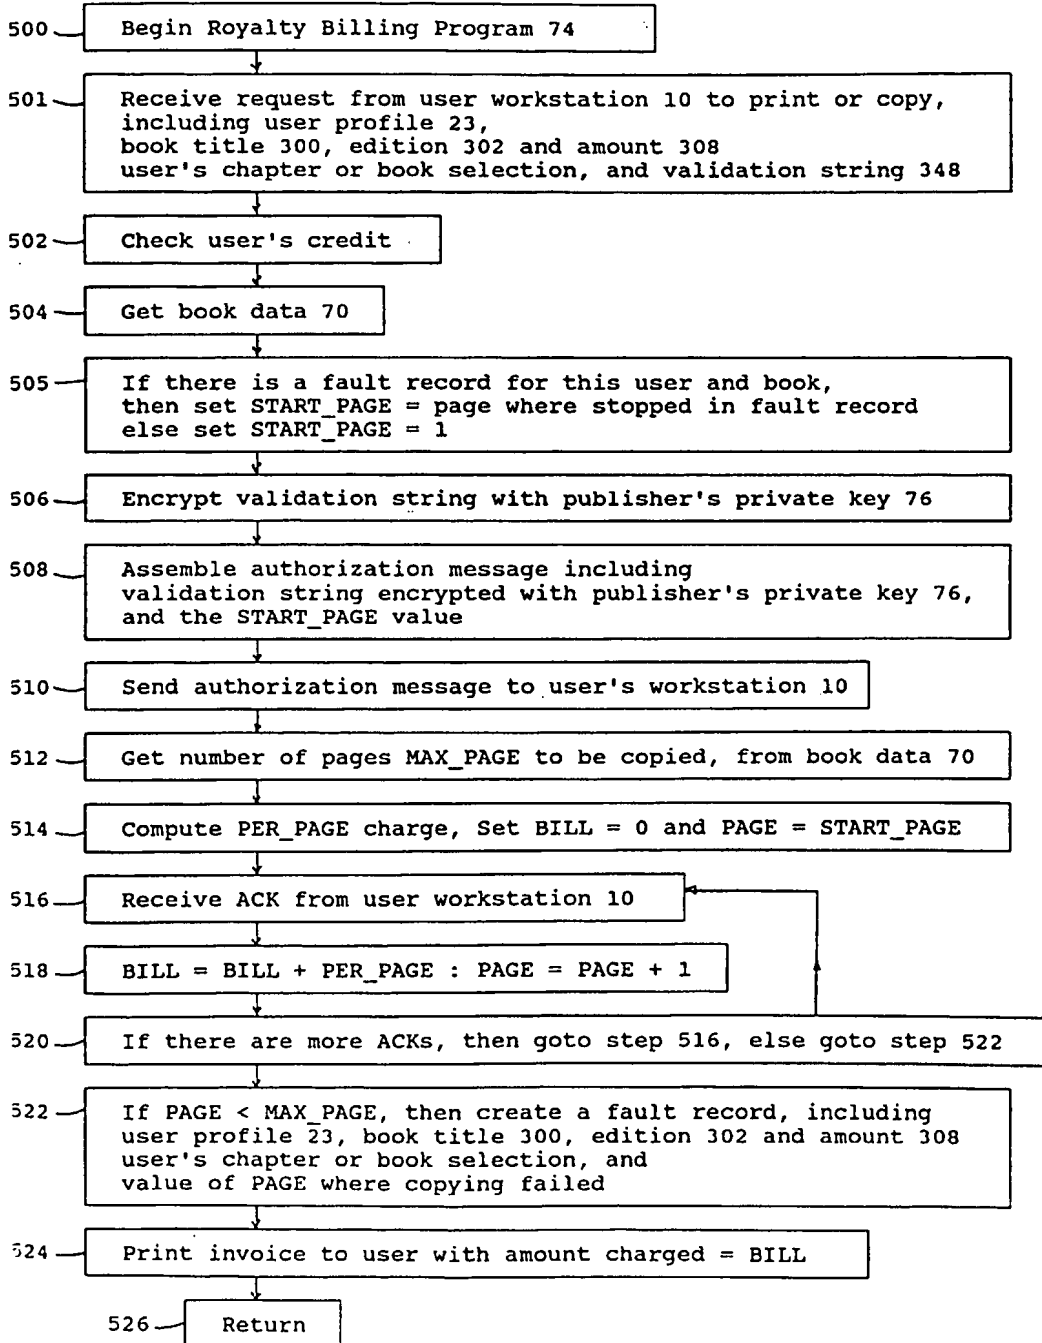 500 Begin Royalty Billing Program 74
501 Receive request from user workstation 10 to print or copy,
including user profile 23,
book title 300, edition 302 and amount 308
user's chapter or book selection, and validation string 348
502 Check user's credit
504 Get book data 70
505 If there is a fault record for this user and book,
then set START_PAGE = page where stopped in fault record
else set START_PAGE = 1
506 Encrypt validation string with publisher's private key 76
508 Assemble authorization message including
validation string encrypted with publisher's private key 76,
and the START_PAGE value
510 Send authorization message to user's workstation 10
512 Get number of pages MAX_PAGE to be copied, from book data 70
514 Compute PER_PAGE charge, Set BILL = 0 and PAGE = START_PAGE
516 Receive ACK from user workstation 10
518 BILL = BILL + PER_PAGE : PAGE = PAGE + 1
520 If there are more ACKs, then goto step 516, else goto step 522
522 If PAGE < MAX_PAGE, then create a fault record, including
user profile 23, book title 300, edition 302 and amount 308
user's chapter or book selection, and
value of PAGE where copying failed
524 Print invoice to user with amount charged = BILL
526 Return